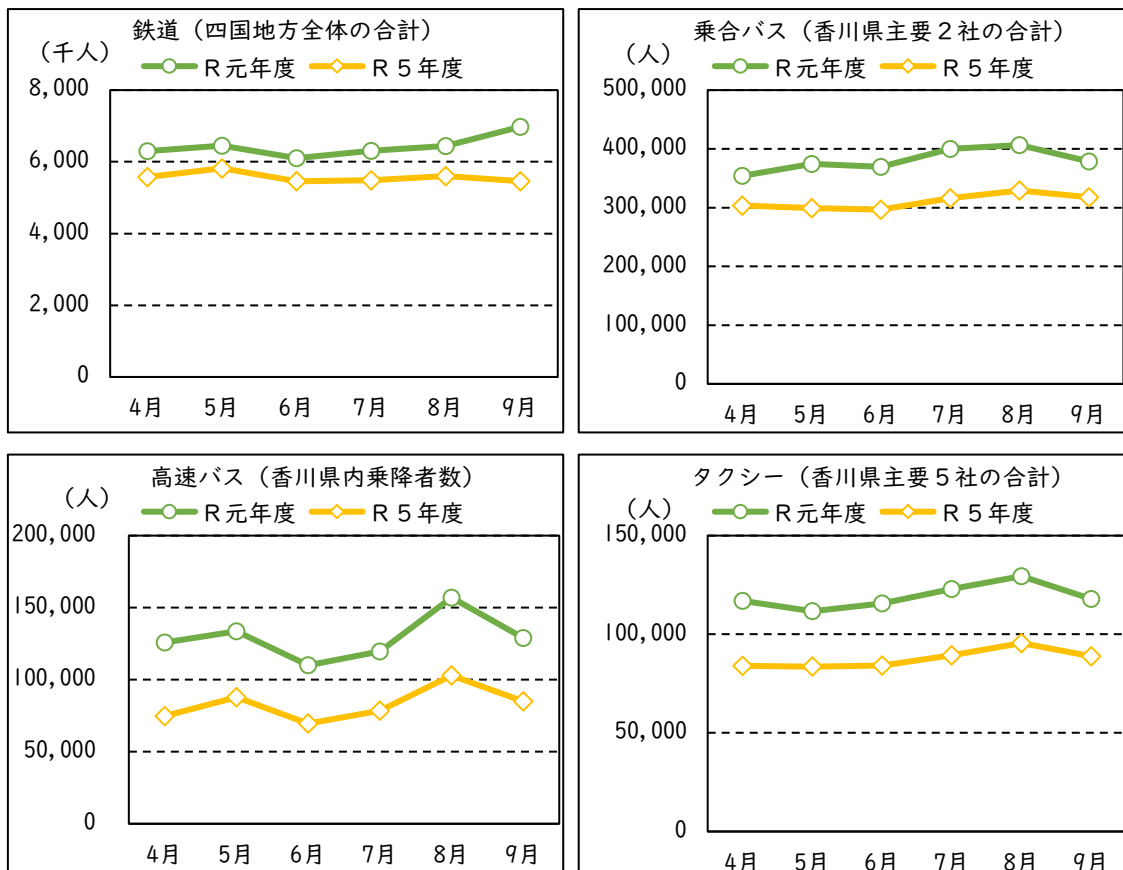 鉄道（四国地方全体の合計）
（千人）
R元年度 R５年度
8,000
6,000
4,000
2,000
0
4月 5月 6月 7月 8月 9月
乗合バス（香川県主要２社の合計）
（人）
R元年度 R５年度
500,000
400,000
300,000
200,000
100,000
0
4月 5月 6月 7月 8月 9月
高速バス（香川県内乗降者数）
（人）
R元年度 R５年度
200,000
150,000
100,000
50,000
0
4月 5月 6月 7月 8月 9月
タクシー（香川県主要５社の合計）
（人）
R元年度 R５年度
150,000
100,000
50,000
0
4月 5月 6月 7月 8月 9月